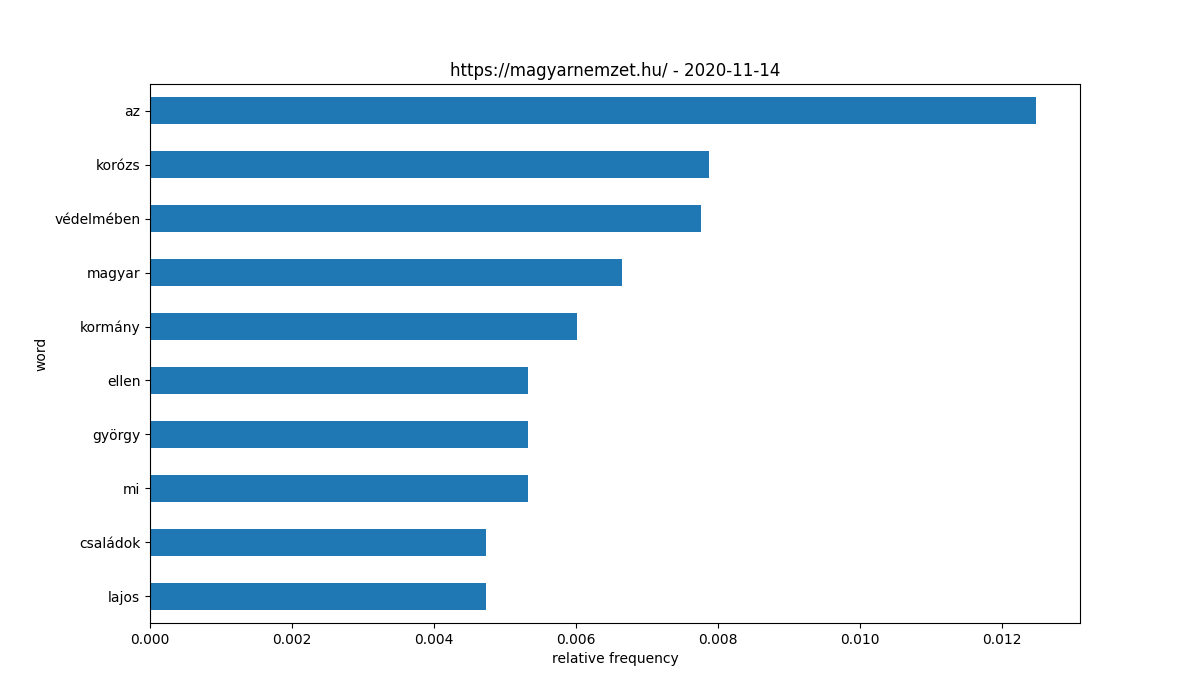 https://magyarnemzet.hu/ - 2020-11-14
az
korózs
védelmében
magyar
kormány
ellen
györgy
mi
családok
lajos
word
0.000 0.002 0.004 0.006 0.008 0.010 0.012
relative frequency